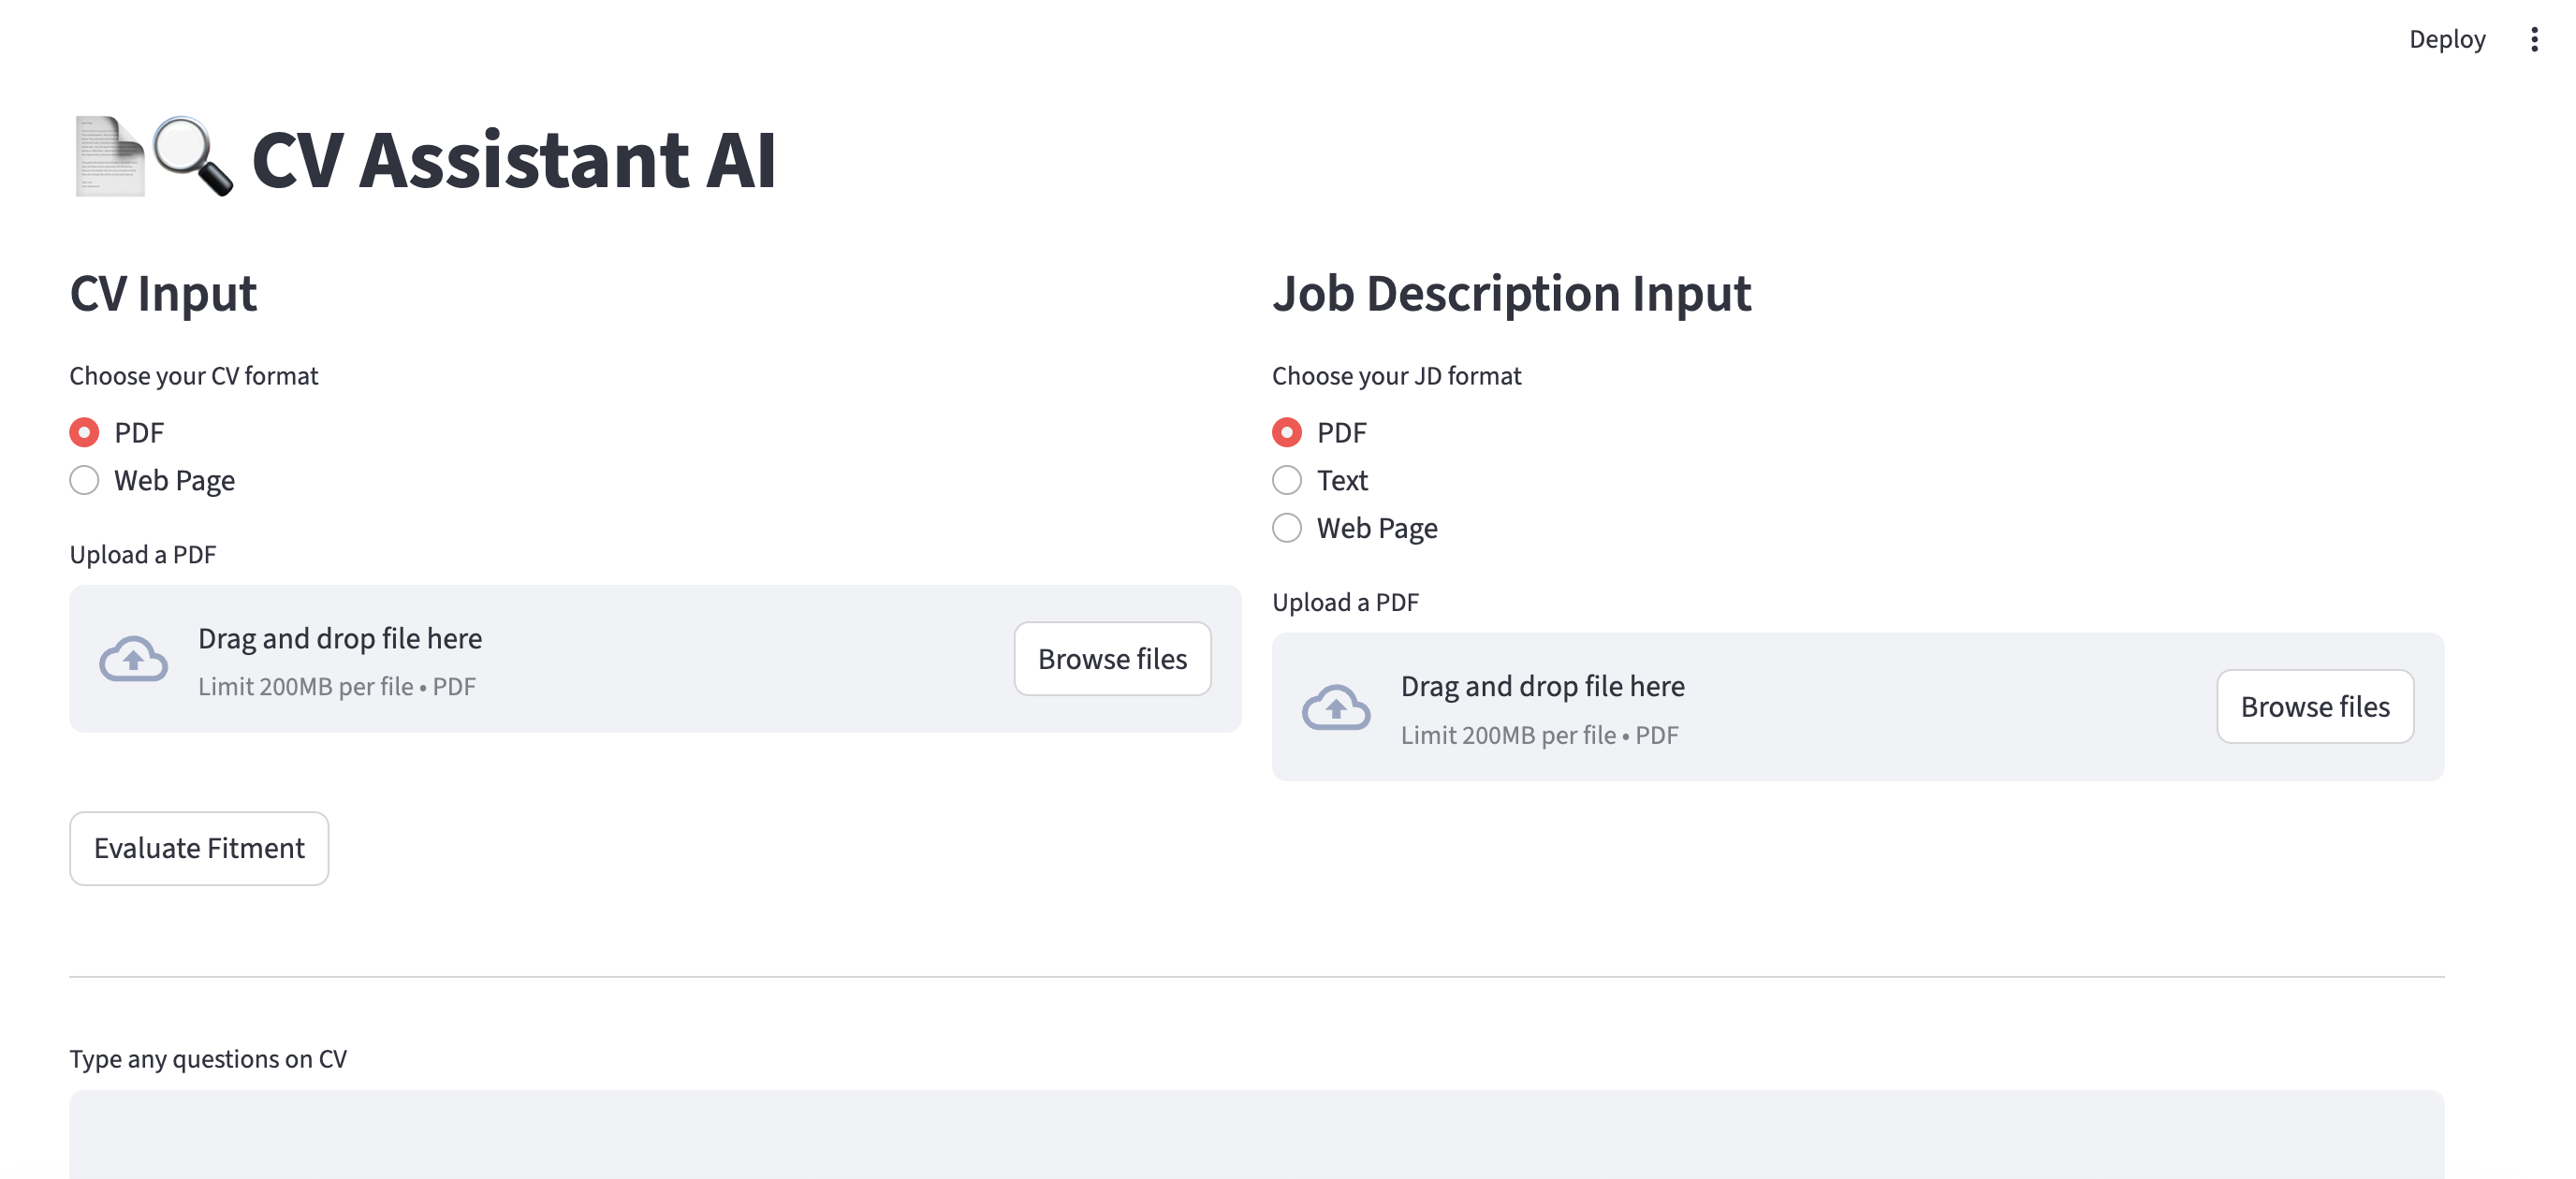 Deploy
CV Assistant AI
CV Input
Choose your CV format
PDF
Web Page
Upload a PDF
Drag and drop file here
Limit 200MB per file • PDF
Browse files
Job Description Input
Choose your JD format
PDF
Text
Web Page
Upload a PDF
Drag and drop file here
Limit 200MB per file • PDF
Browse files
Evaluate Fitment
Type any questions on CV